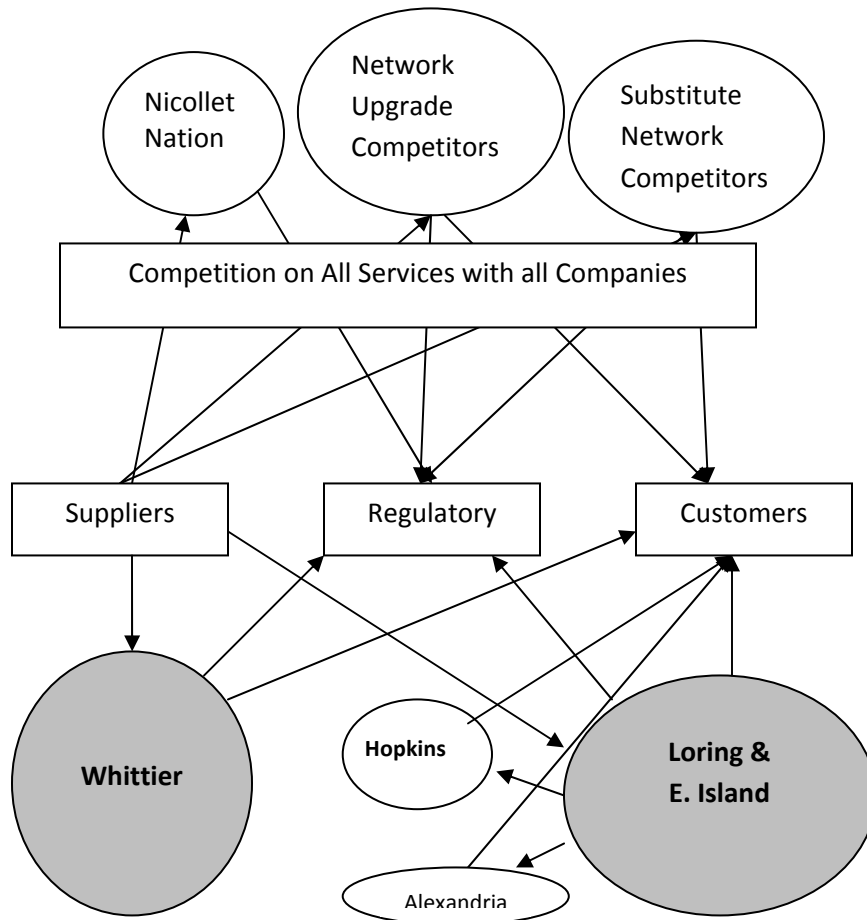 Nicollet
Nation
Network
Upgrade
Competitors
Substitute
Network
Competitors
Competition on All Services with all Companies
Suppliers
Regulatory
Customers
Whittier
Hopkins
Loring &
E. Island
Alexandria